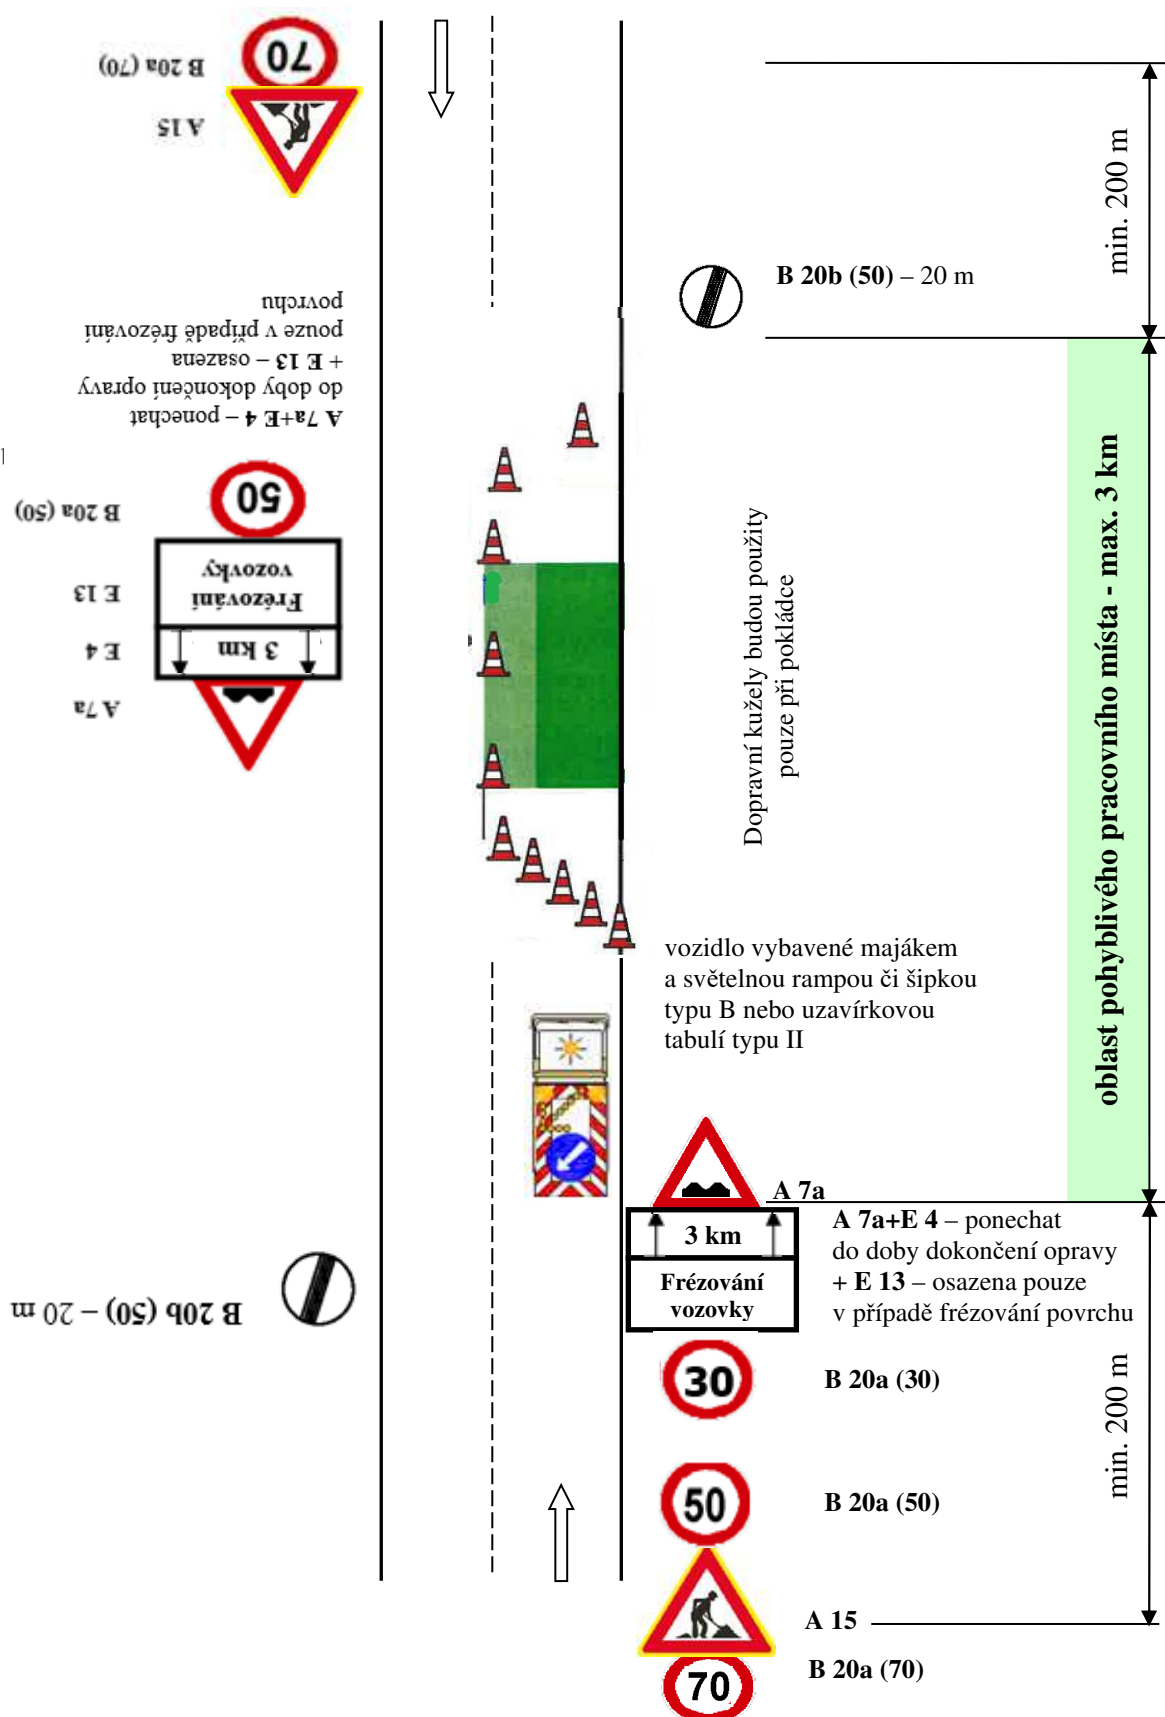 70
B 20a (70)
A 15
min. 200 m
B 20b (50) – 20 m
A 7a+E 4 – ponechat
do doby dokončení opravy
+ E 13 – osazena
pouze v případě frézování
povrchu
50
B 20a (50)
Frézování
vozovky
E 13
3 km
E 4
A 7a
Dopravní kužely budou použity
pouze při pokládce
oblast pohyblivého pracovního místa - max. 3 km
vozidlo vybavené majákem
a světelnou rampou či šipkou
typu B nebo uzavírkovou
tabulí typu II
A 7a
3 km
Frézování
vozovky
A 7a+E 4 – ponechat
do doby dokončení opravy
+ E 13 – osazena pouze
v případě frézování povrchu
B 20b (50) – 20 m
30
B 20a (30)
min. 200 m
50
B 20a (50)
A 15
70
B 20a (70)